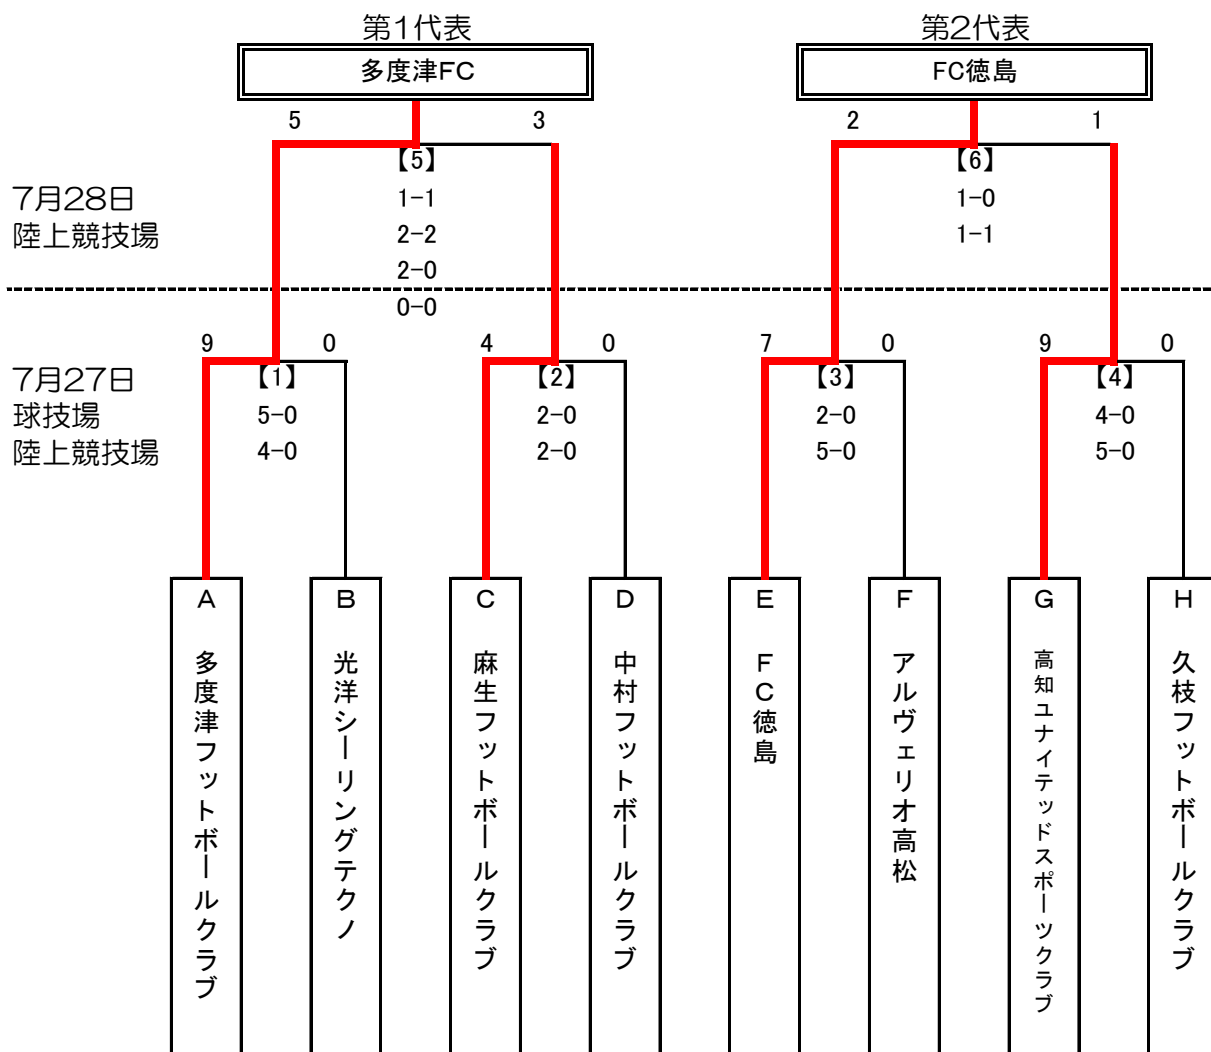 第1代表
第2代表
多度津FC
FC徳島
5 3
2 1
【5】
【6】
7月28日
陸上競技場
1-1
2-2
2-0
0-0
1-0
1-1
9 0
4 0
7 0
9 0
7月27日
球技場
陸上競技場
【1】
5-0
4-0
【2】
2-0
2-0
【3】
2-0
5-0
【4】
4-0
5-0
A
多度津フットボールクラブ
B
光洋シーリングテクノ
C
麻生フットボールクラブ
D
中村フットボールクラブ
E
FC徳島
F
アルヴェリオ高松
G
高知ユナイテッドスポーツクラブ
H
久枝フットボールクラブ